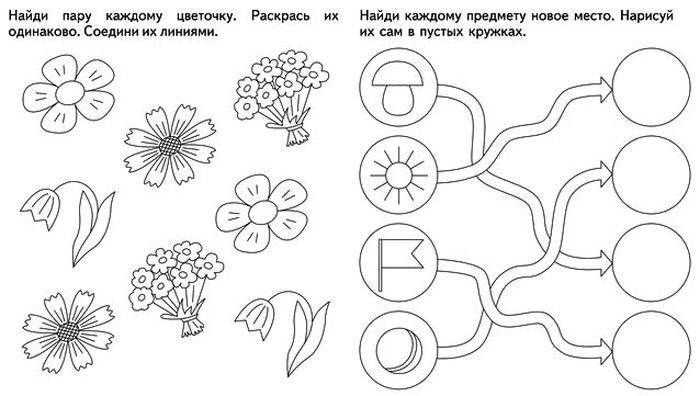 Найди пару каждому цветочку. Раскрась их
одинаково. Соедини их линиями.
Найди каждому предмету новое место. Нарисуй
их сам в пустых кружках.